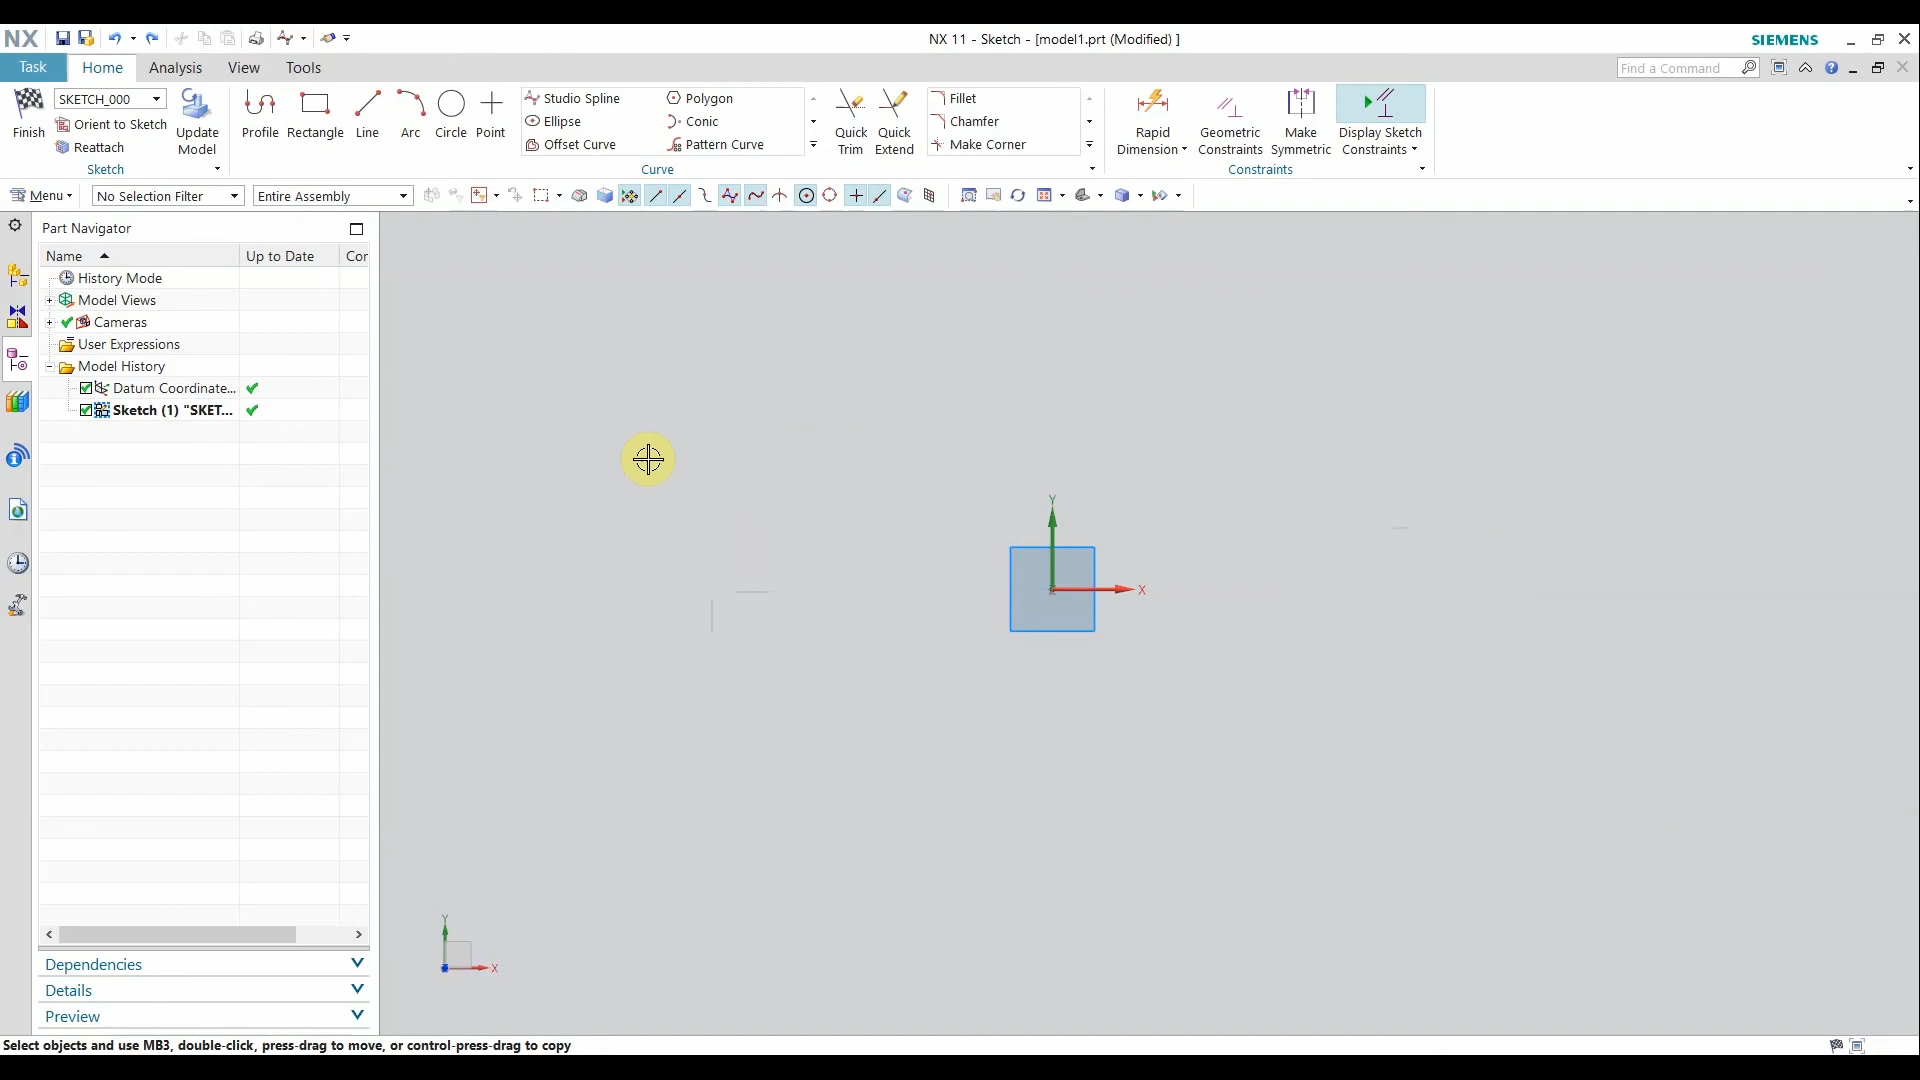 NX
NX 11 - Sketch - [model1.prt (Modified) ]
SIEMENS
Task
Home
Analysis
View
Tools
Find a Command
Finish
SKETCH_000
Orient to Sketch
Reattach
Update Model
Sketch
Profile
Rectangle
Line
Arc
Circle
Point
Studio Spline
Ellipse
Offset Curve
Polygon
Conic
Pattern Curve
Quick Trim
Quick Extend
Fillet
Chamfer
Make Corner
Curve
Rapid Dimension
Geometric Constraints
Make Symmetric
Display Sketch Constraints
Constraints
Menu
No Selection Filter
Entire Assembly
Part Navigator
Name
Up to Date
Cor
History Mode
Model Views
Cameras
User Expressions
Model History
Datum Coordinate...
Sketch (1) "SKET...
Y
X
Y
X
Dependencies
Details
Preview
Select objects and use MB3, double-click, press-drag to move, or control-press-drag to copy